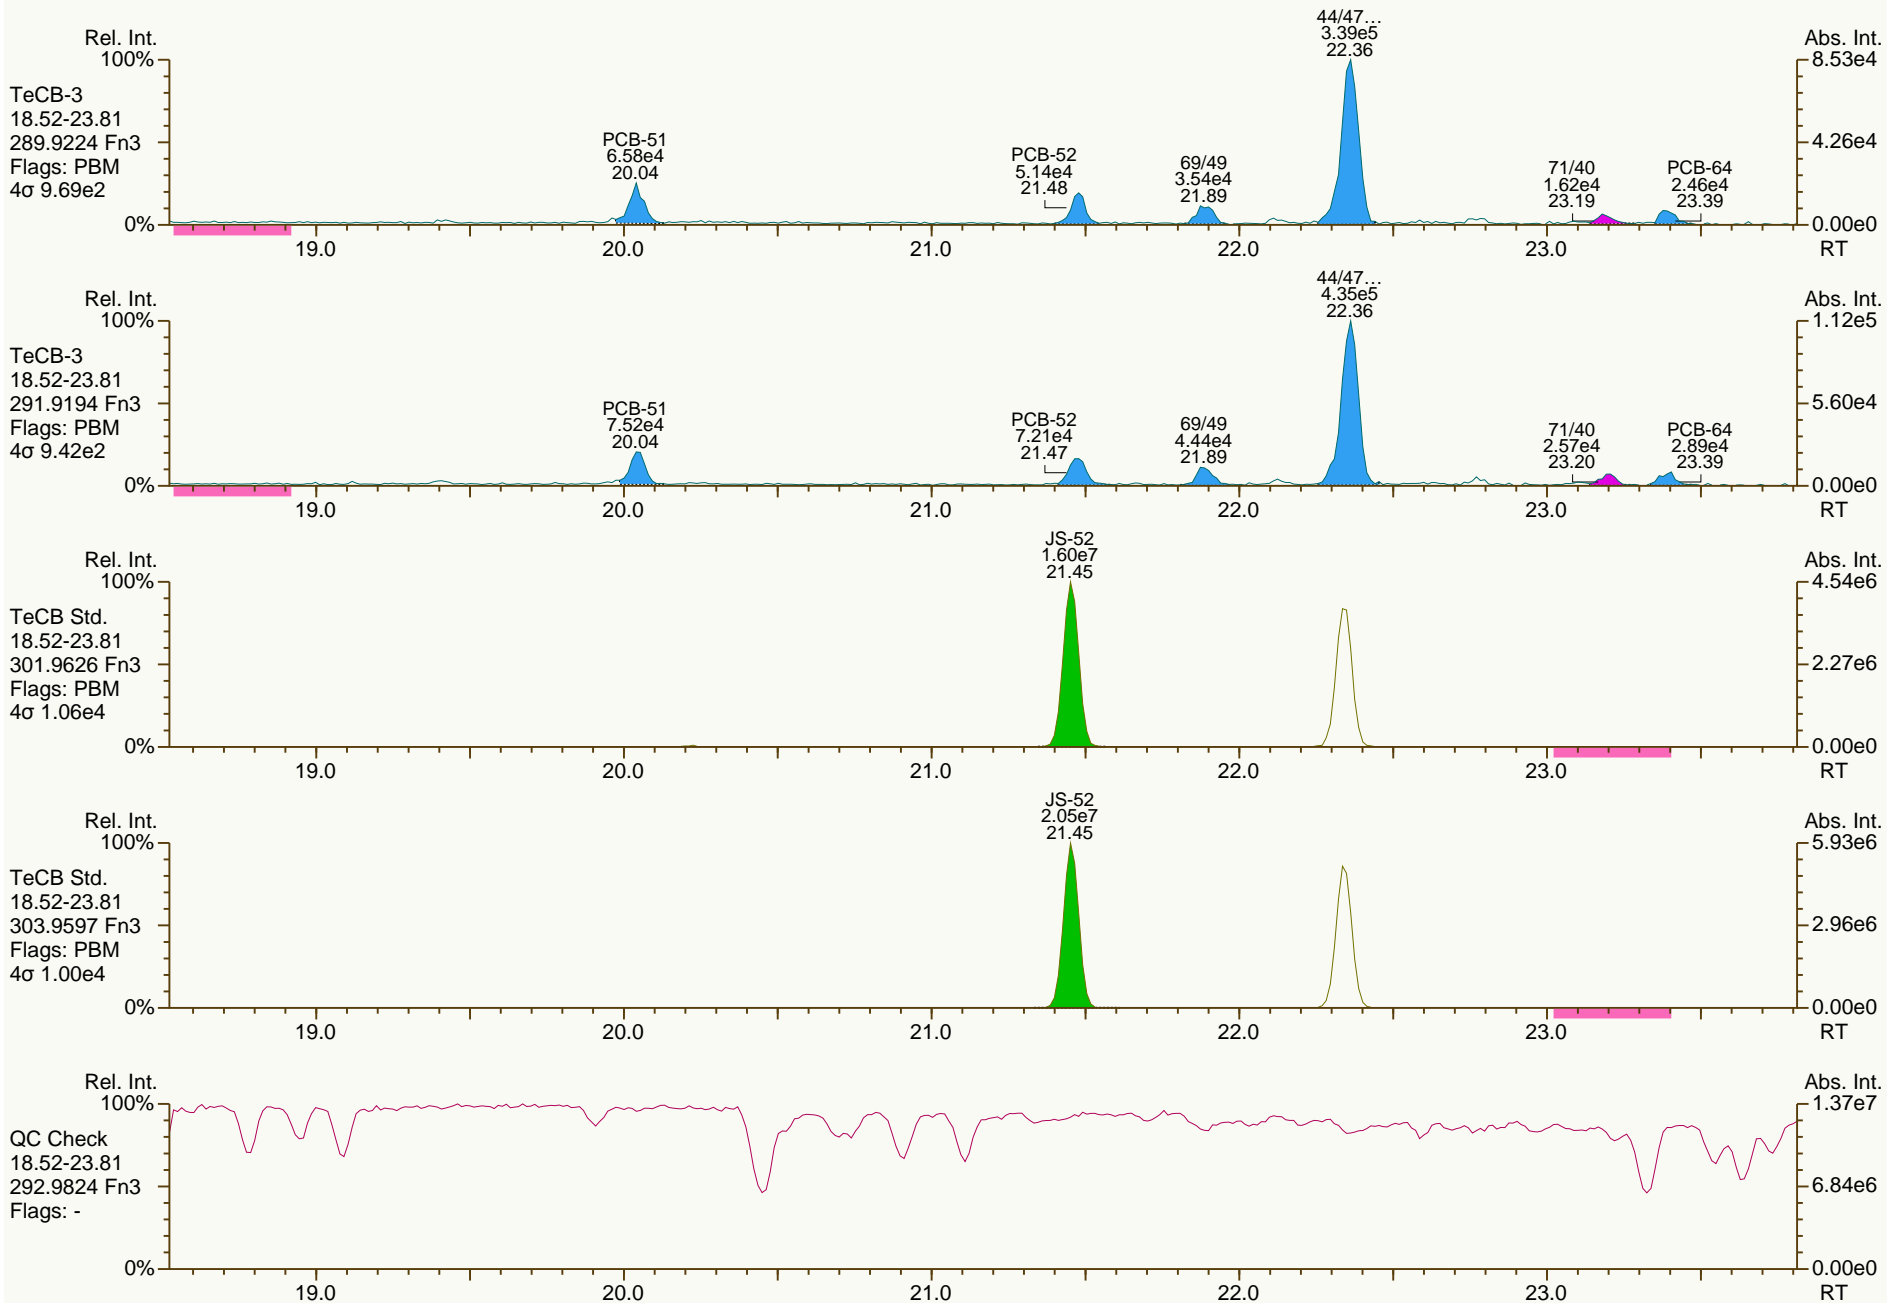 Rel. Int.
100%
0%
TeCB-3
18.52-23.81
289.9224 Fn3
Flags: PBM
4σ 9.69e2
PCB-51
6.58e4
20.04
PCB-52
5.14e4
21.48
69/49
3.54e4
21.89
44/47…
3.39e5
22.36
71/40
1.62e4
23.19
PCB-64
2.46e4
23.39
Abs. Int.
8.53e4
4.26e4
0.00e0
19.0 20.0 21.0 22.0 23.0 RT
Rel. Int.
100%
0%
TeCB-3
18.52-23.81
291.9194 Fn3
Flags: PBM
4σ 9.42e2
PCB-51
7.52e4
20.04
PCB-52
7.21e4
21.47
69/49
4.44e4
21.89
44/47…
4.35e5
22.36
71/40
2.57e4
23.20
PCB-64
2.89e4
23.39
Abs. Int.
1.12e5
5.60e4
0.00e0
19.0 20.0 21.0 22.0 23.0 RT
Rel. Int.
100%
0%
TeCB Std.
18.52-23.81
301.9626 Fn3
Flags: PBM
4σ 1.06e4
JS-52
1.60e7
21.45
Abs. Int.
4.54e6
2.27e6
0.00e0
19.0 20.0 21.0 22.0 23.0 RT
Rel. Int.
100%
0%
TeCB Std.
18.52-23.81
303.9597 Fn3
Flags: PBM
4σ 1.00e4
JS-52
2.05e7
21.45
Abs. Int.
5.93e6
2.96e6
0.00e0
19.0 20.0 21.0 22.0 23.0 RT
Rel. Int.
100%
0%
QC Check
18.52-23.81
292.9824 Fn3
Flags: -
Abs. Int.
1.37e7
6.84e6
0.00e0
19.0 20.0 21.0 22.0 23.0 RT